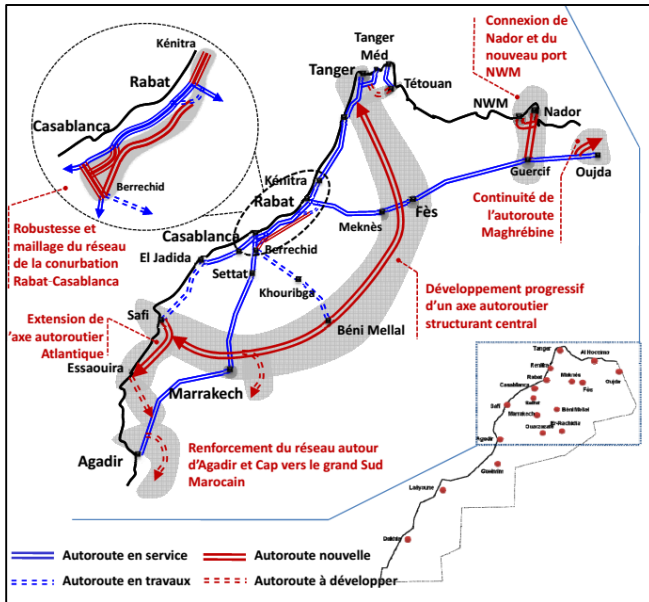 Tanger
Méd
Tanger
Tétouan
Connexion de
Nador et du
nouveau port
NWM
NWM
Nador
Guercif
Oujda
Continuité de
l'autoroute
Maghrébine
Kénitra
Rabat
Casablanca
Berrechid
Robustesse et
maillage du réseau
de la conurbation
Rabat-Casablanca
Kénitra
Rabat
Meknès
Fès
Casablanca
Berrechid
El Jadida
Settat
Khouribga
Béni Mellal
Développement progressif
d'un axe autoroutier
structurant central
Safi
Extension de
'axe autoroutier
Atlantique
Essaouira
Marrakech
Agadir
Renforcement du réseau autour
d'Agadir et Cap vers le grand Sud
Marocain
Tanger
Al Hoceima
Rabat
Meknès
Fès
Oujda
Casablanca
Safi
Marrakech
Béni Mellal
Agadir
Guelmim
Laâyoune
Dakhla
Autoroute en service
Autoroute nouvelle
Autoroute en travaux
Autoroute à développer